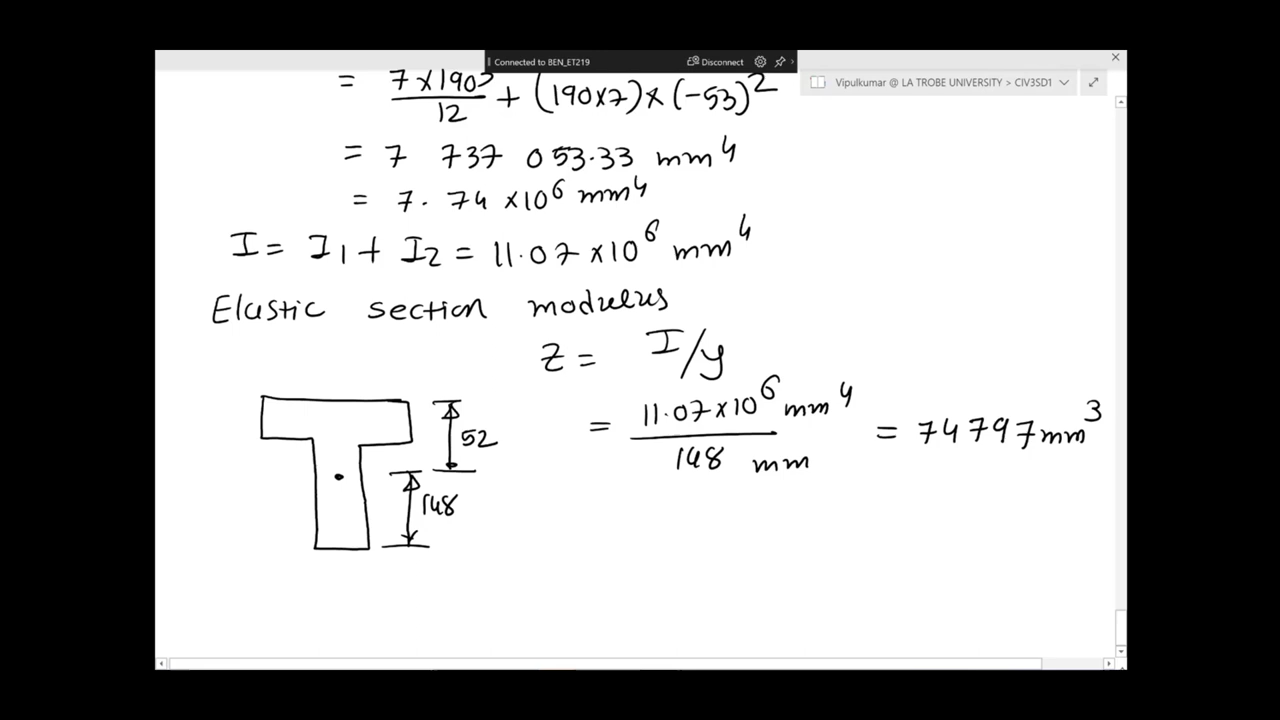 Connected to BEN_ET219 Disconnect
Vipulkumar @ LA TROBE UNIVERSITY > CIV3SD1
= 7 × 190³ / 12 + (190×7) × (-53)²
= 7 737 053.33 mm⁴
= 7.74 ×10⁶ mm⁴
I = I₁ + I₂ = 11.07 ×10⁶ mm⁴
Elastic section modulus
Z = I/y
= 11.07×10⁶ mm⁴ / 148 mm = 74797 mm³
52
148